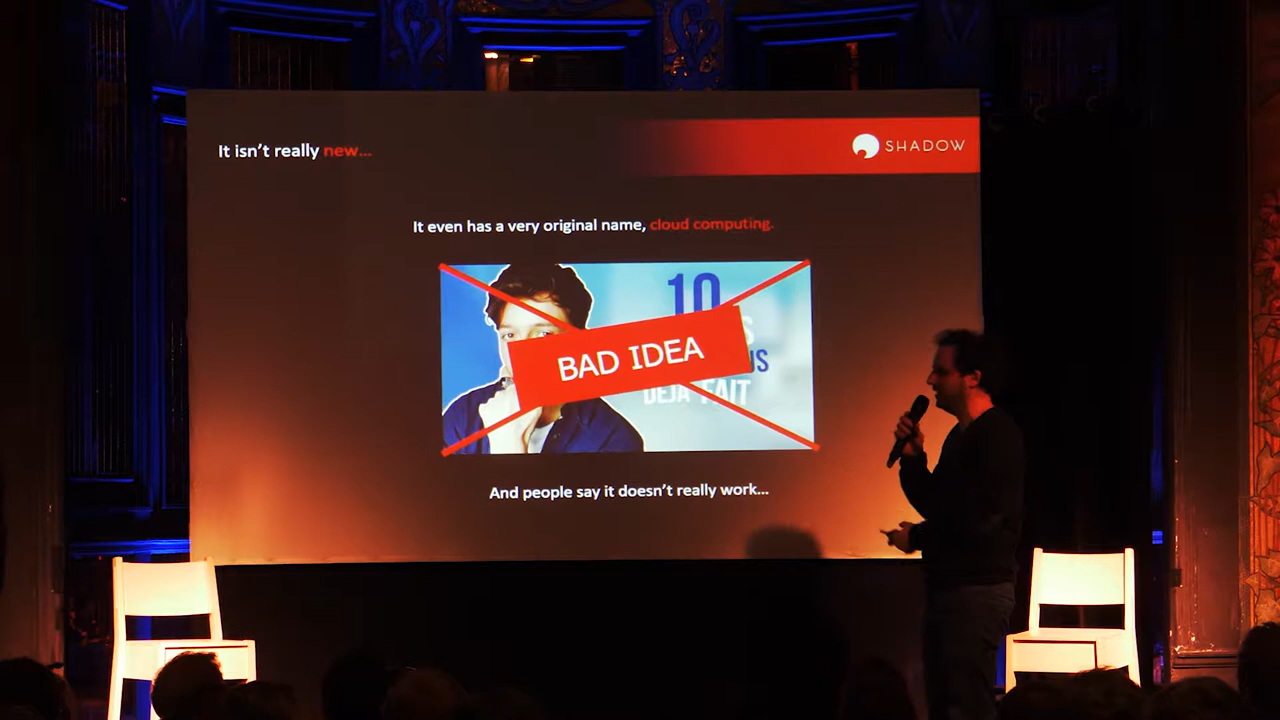 It isn't really new...
SHADOW
It even has a very original name, cloud computing.
10
BAD IDEA
DÉJÀ FAIT
And people say it doesn't really work...